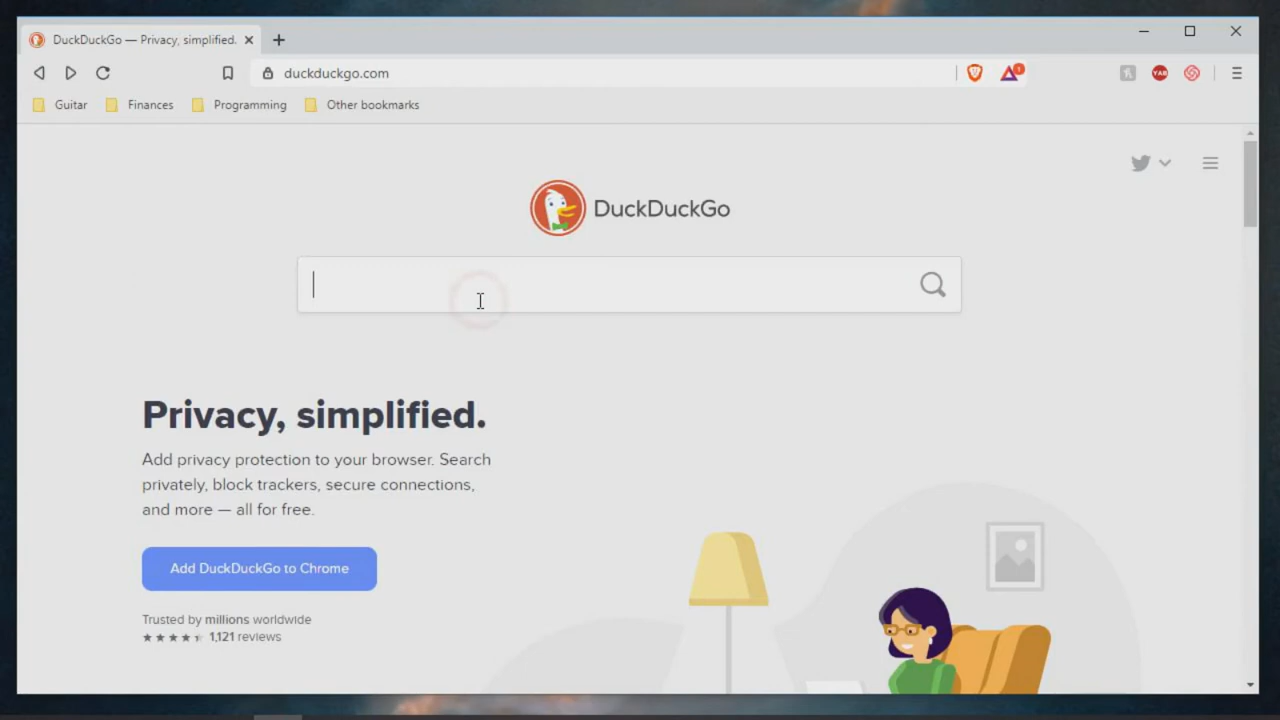 DuckDuckGo — Privacy, simplified.
duckduckgo.com
1
YAR
Guitar
Finances
Programming
Other bookmarks
DuckDuckGo
Privacy, simplified.
Add privacy protection to your browser. Search
privately, block trackers, secure connections,
and more — all for free.
Add DuckDuckGo to Chrome
Trusted by millions worldwide
1,121 reviews